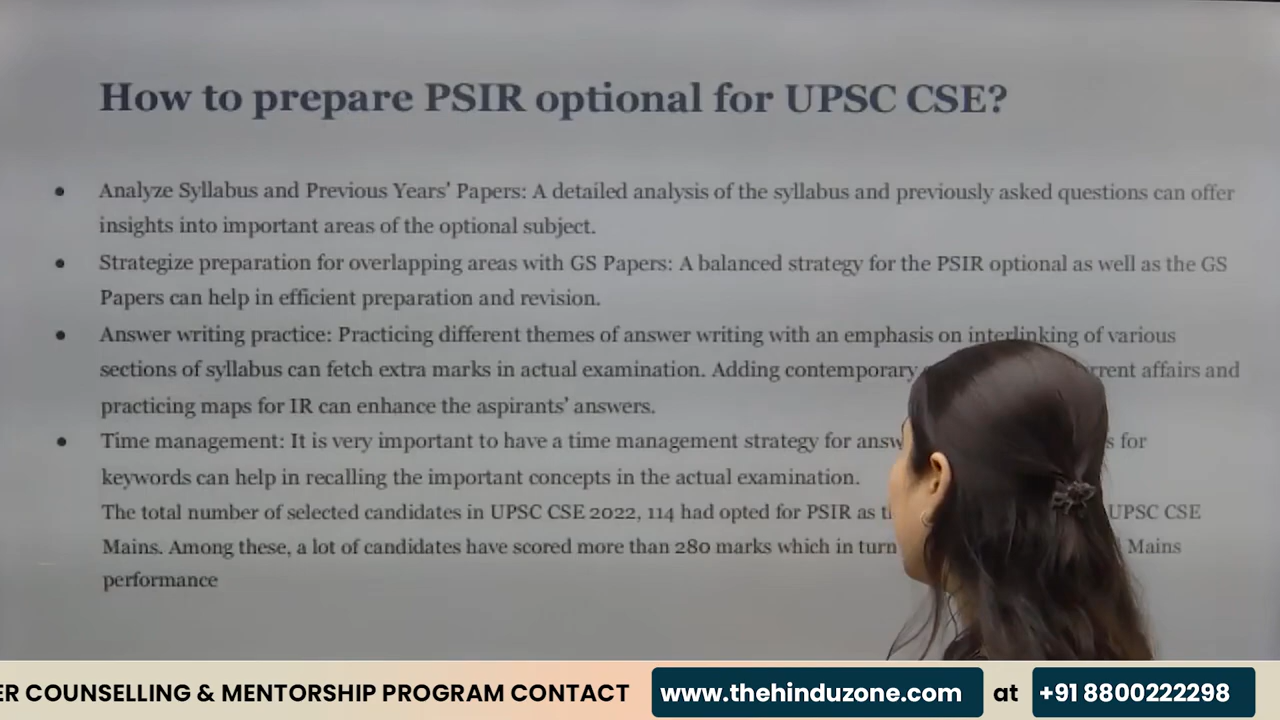 How to prepare PSIR optional for UPSC CSE?
• Analyze Syllabus and Previous Years' Papers: A detailed analysis of the syllabus and previously asked questions can offer
insights into important areas of the optional subject.
• Strategize preparation for overlapping areas with GS Papers: A balanced strategy for the PSIR optional as well as the GS
Papers can help in efficient preparation and revision.
• Answer writing practice: Practicing different themes of answer writing with an emphasis on interlinking of various
sections of syllabus can fetch extra marks in actual examination. Adding contemporary affairs and
practicing maps for IR can enhance the aspirants' answers.
• Time management: It is very important to have a time management strategy for for
keywords can help in recalling the important concepts in the actual examination.
The total number of selected candidates in UPSC CSE 2022, 114 had opted for PSIR as UPSC CSE
Mains. Among these, a lot of candidates have scored more than 280 marks which in turn Mains
performance
COUNSELLING & MENTORSHIP PROGRAM CONTACT www.thehinduzone.com at +91 8800222298